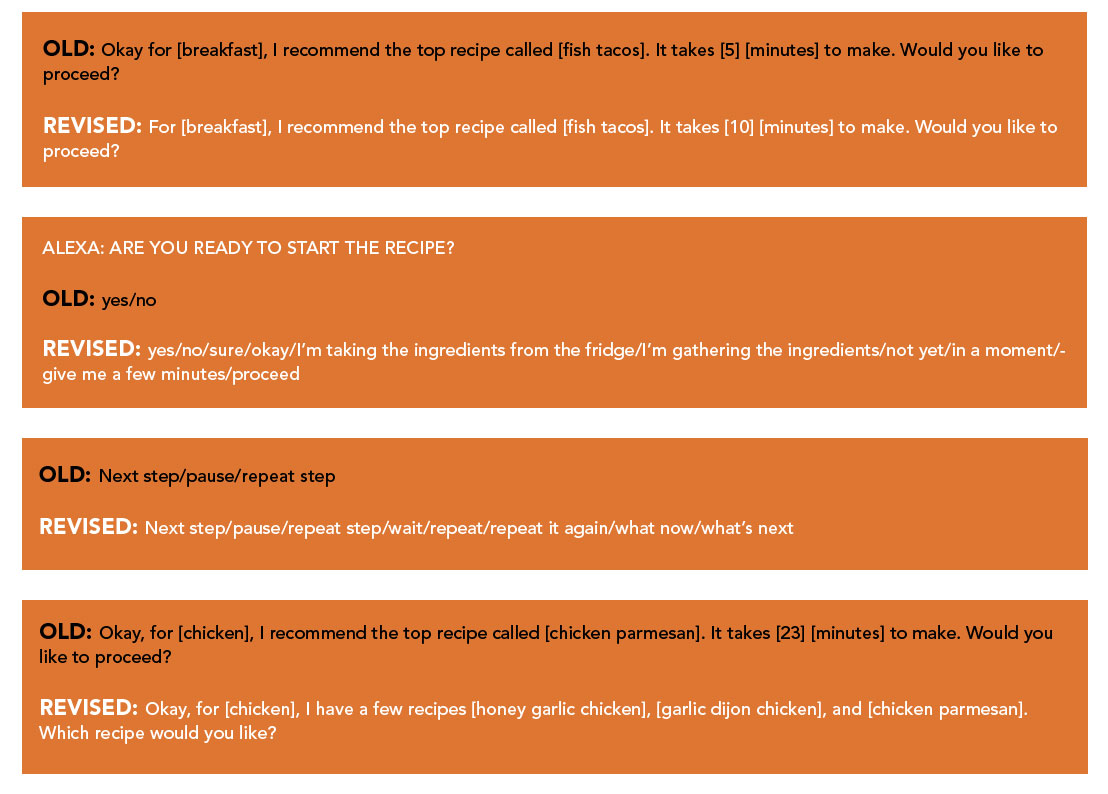 OLD: Okay for [breakfast], I recommend the top recipe called [fish tacos]. It takes [5] [minutes] to make. Would you like to
proceed?
REVISED: For [breakfast], I recommend the top recipe called [fish tacos]. It takes [10] [minutes] to make. Would you like to
proceed?
ALEXA: ARE YOU READY TO START THE RECIPE?
OLD: yes/no
REVISED: yes/no/sure/okay/I’m taking the ingredients from the fridge/I’m gathering the ingredients/not yet/in a moment/-
give me a few minutes/proceed
OLD: Next step/pause/repeat step
REVISED: Next step/pause/repeat step/wait/repeat/repeat it again/what now/what’s next
OLD: Okay, for [chicken], I recommend the top recipe called [chicken parmesan]. It takes [23] [minutes] to make. Would you
like to proceed?
REVISED: Okay, for [chicken], I have a few recipes [honey garlic chicken], [garlic dijon chicken], and [chicken parmesan].
Which recipe would you like?